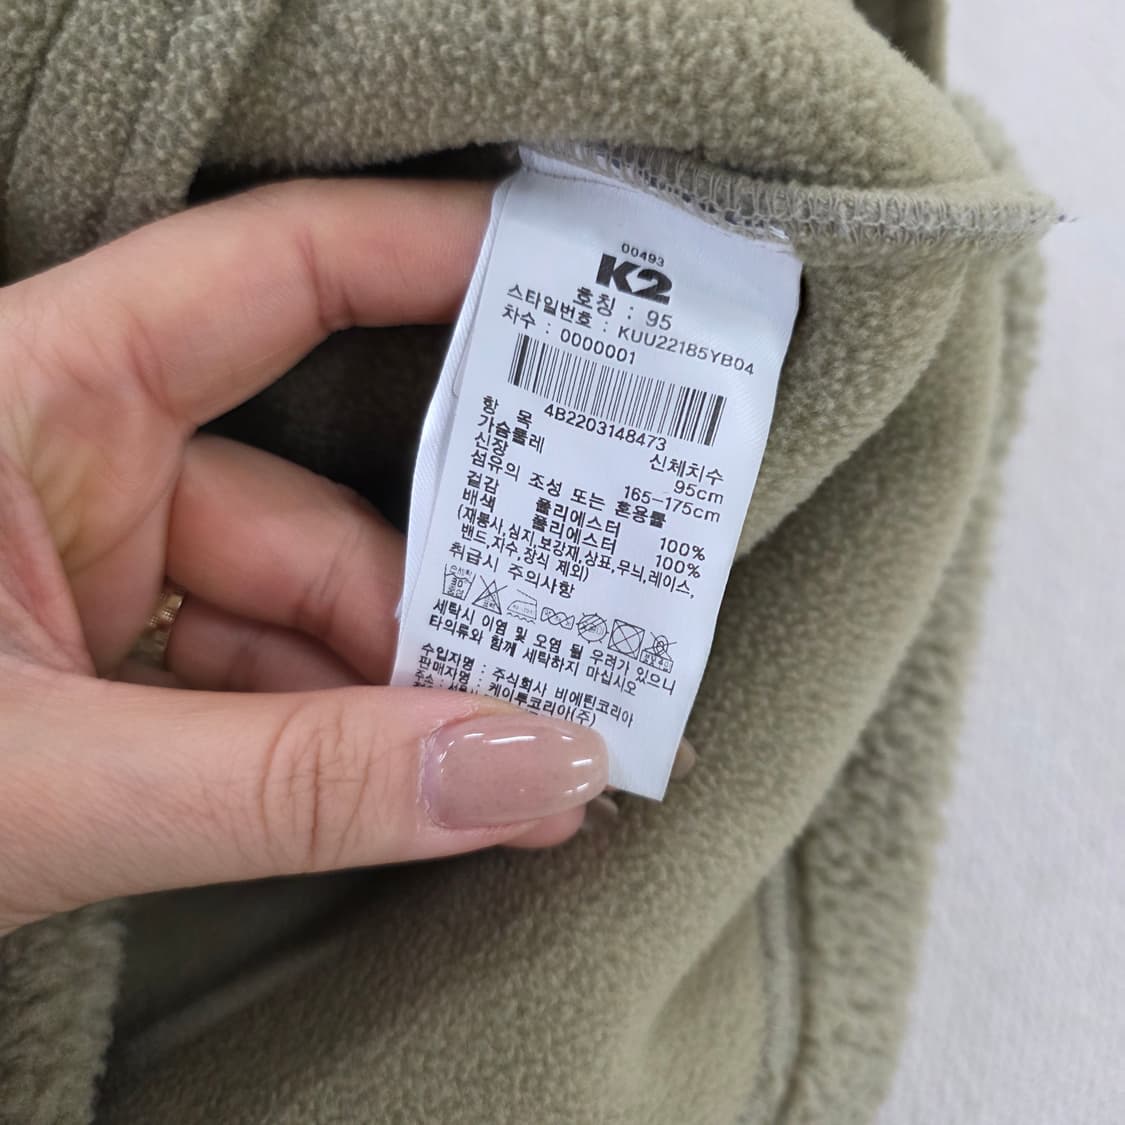 00493
K2
호칭 : 95
스타일번호 : KUU22185YB04
차수 : 0000001
4B2203148473
항 목 신체치수
가슴둘레 95cm
신장 165-175cm
섬유의 조성 또는 혼용률
겉감 폴리에스터 100%
배색 폴리에스터 100%
(재봉사,심지,보강재,상표,무늬,레이스,
밴드,자수,장식 제외)
취급시 주의사항
세탁시 이염 및 오염 될 우려가 있으니
타의류와 함께 세탁하지 마십시오
수입자명 : 주식회사 비에틴코리아
판매자명 : 케이투코리아(주)